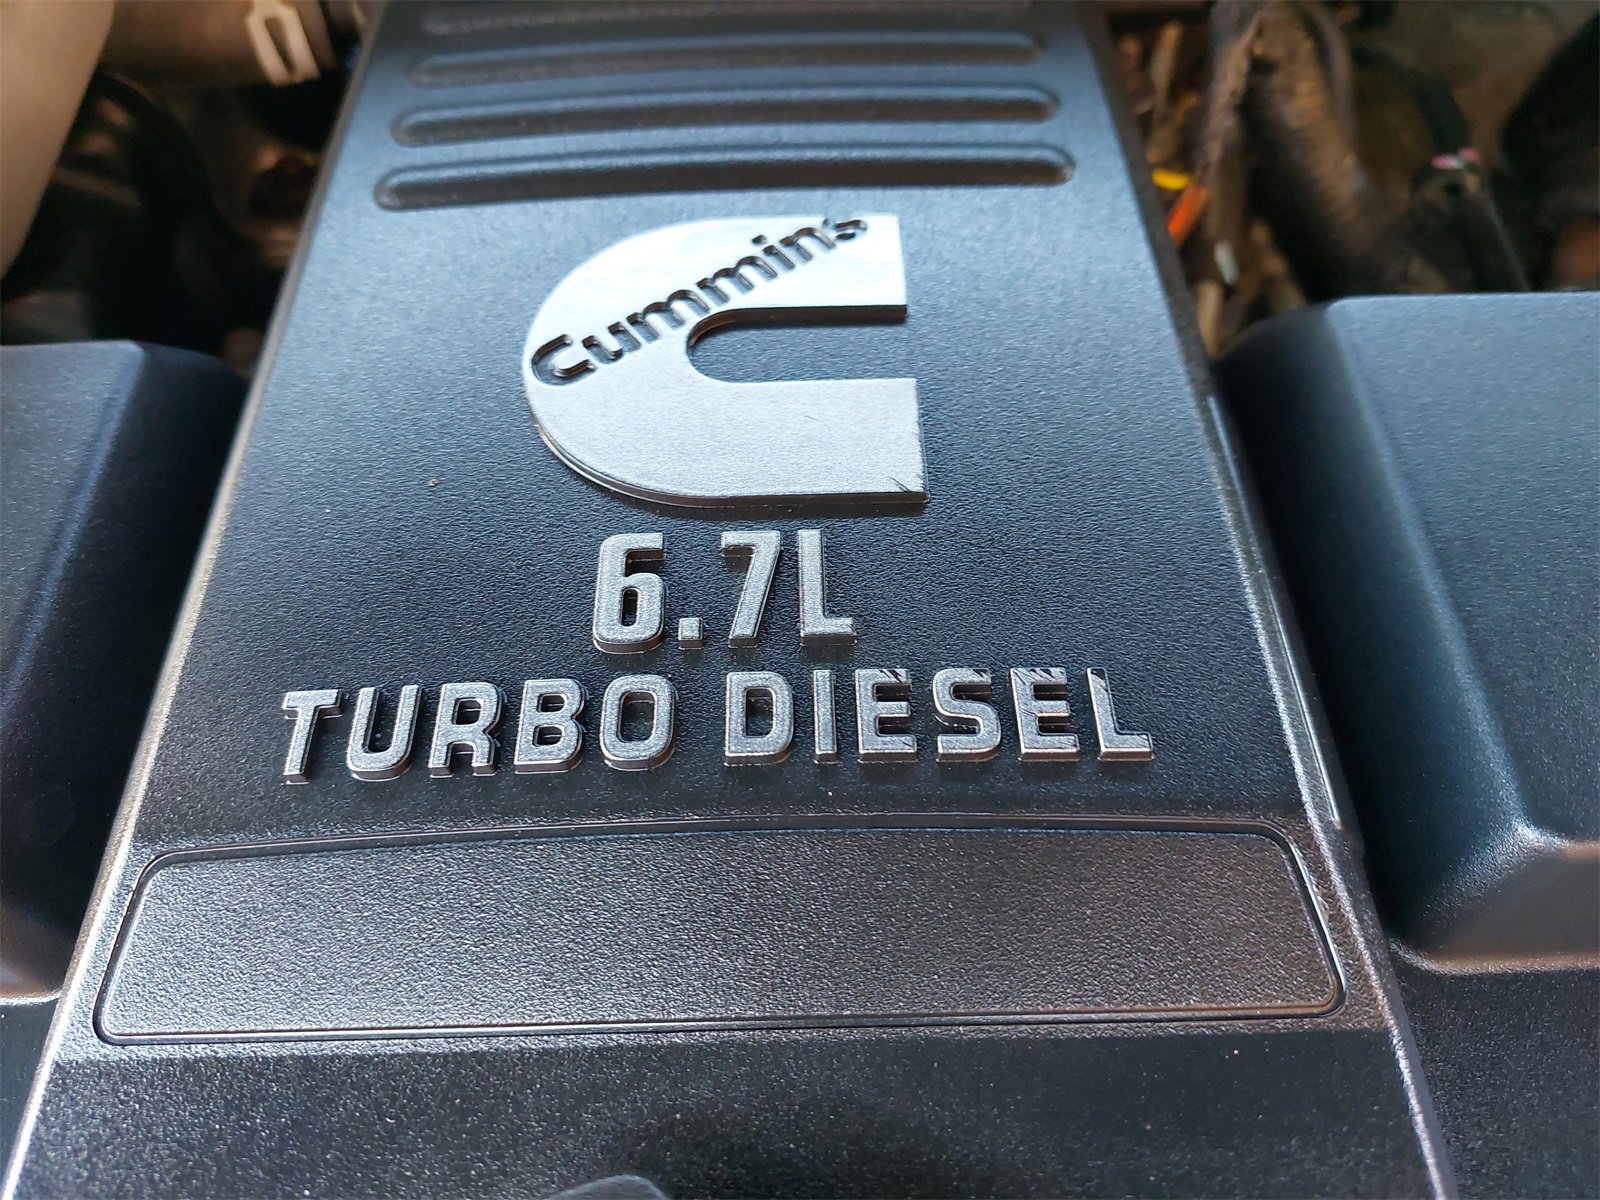 Cummins
6.7L
TURBO DIESEL